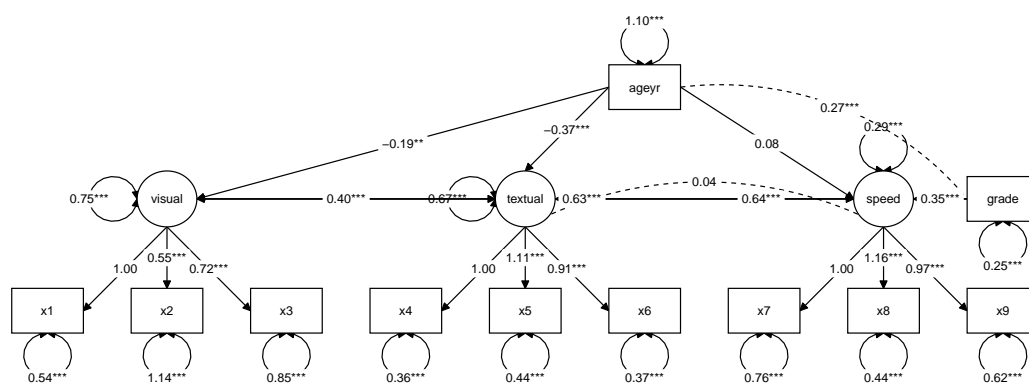 1.10***
ageyr
0.27***
−0.37***
0.29***
−0.19**
0.08
0.04
0.75***
visual
0.40***
0.67***
textual
0.63***
0.64***
speed
0.35***
grade
1.00
0.55***
0.72***
1.00
1.11***
0.91***
1.00
1.16***
0.97***
0.25***
x1
x2
x3
x4
x5
x6
x7
x8
x9
0.54***
1.14***
0.85***
0.36***
0.44***
0.37***
0.76***
0.44***
0.62***